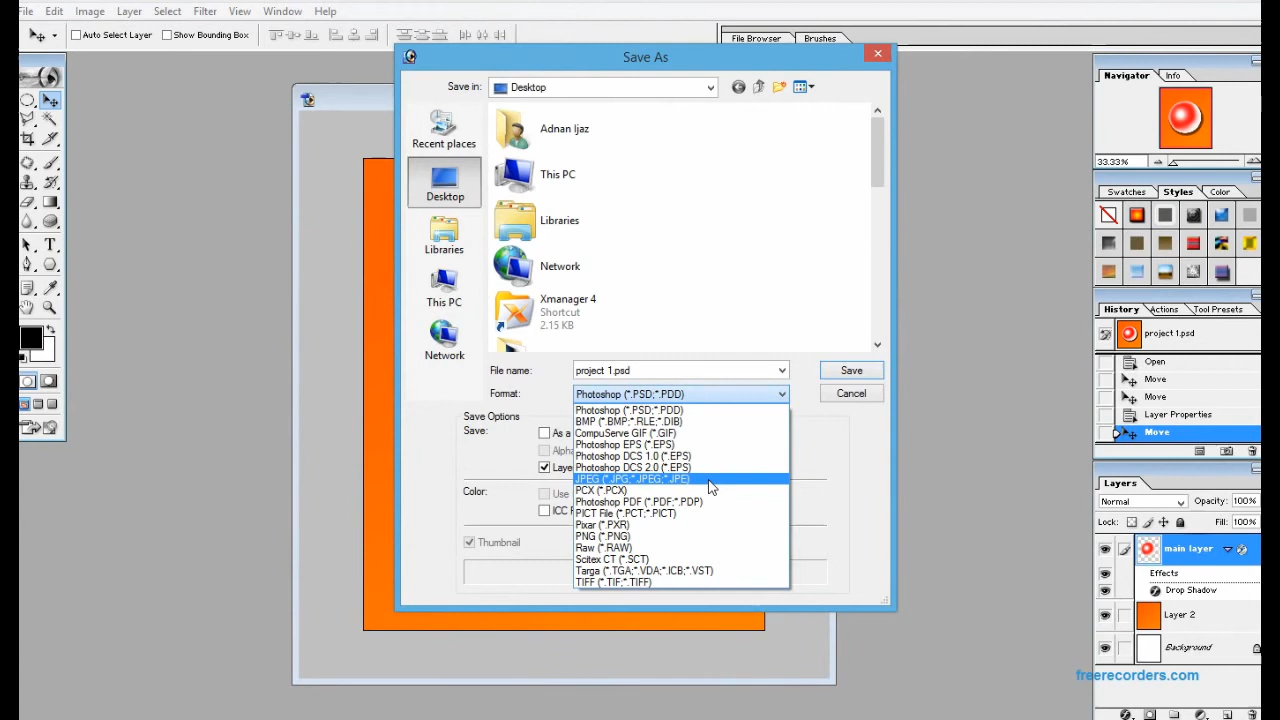 File Edit Image Layer Select Filter View Window Help
Auto Select Layer Show Bounding Box
File Browser Brushes
Save As
Save in: Desktop
Recent places
Desktop
Libraries
This PC
Network
Adnan Ijaz
This PC
Libraries
Network
Xmanager 4
Shortcut
2.15 KB
File name: project 1.psd Save
Format: Photoshop (*.PSD;*.PDD) Cancel
Photoshop (*.PSD;*.PDD)
BMP (*.BMP;*.RLE;*.DIB)
CompuServe GIF (*.GIF)
Photoshop EPS (*.EPS)
Photoshop DCS 1.0 (*.EPS)
Photoshop DCS 2.0 (*.EPS)
JPEG (*.JPG;*.JPEG;*.JPE)
PCX (*.PCX)
Photoshop PDF (*.PDF;*.PDP)
PICT File (*.PCT;*.PICT)
Pixar (*.PXR)
PNG (*.PNG)
Raw (*.RAW)
Scitex CT (*.SCT)
Targa (*.TGA;*.VDA;*.ICB;*.VST)
TIFF (*.TIF;*.TIFF)
Save Options
Save: As a
Alpha
Laye
Color: Use
ICC
Thumbnail
Navigator Info
33.33%
Swatches Styles Color
History Actions Tool Presets
project 1.psd
Open
Move
Move
Layer Properties
Move
Layers
Normal Opacity: 100%
Lock: Fill: 100%
main layer
Effects
Drop Shadow
Layer 2
Background
freerecorders.com